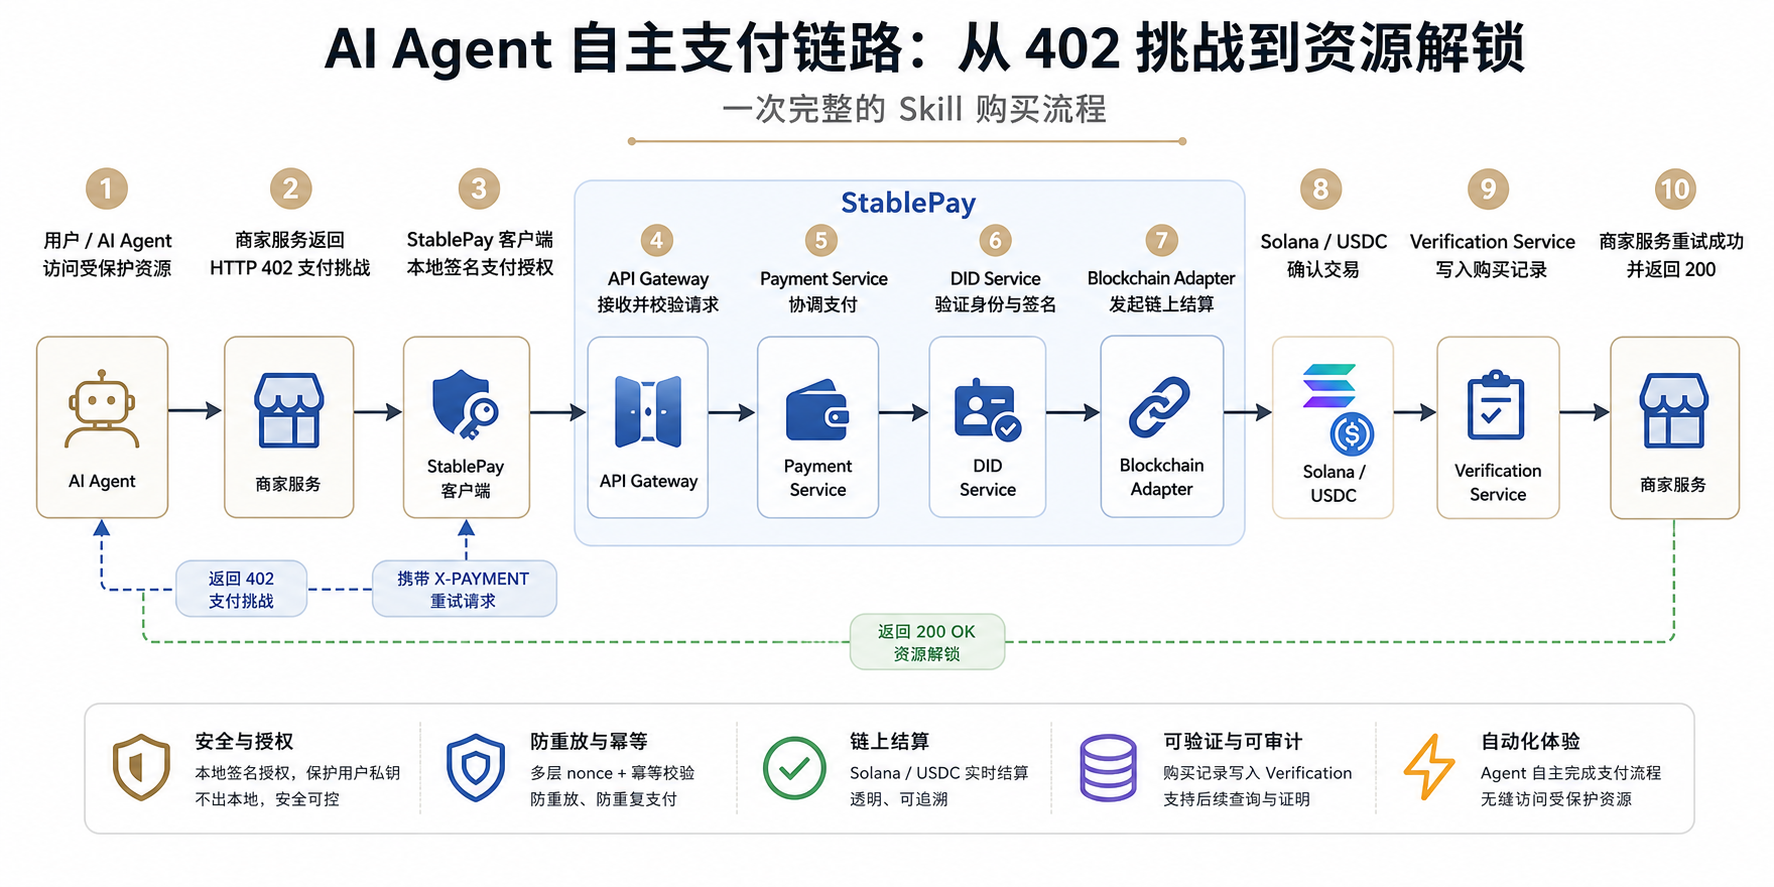 AI Agent 自主支付链路：从 402 挑战到资源解锁
一次完整的 Skill 购买流程
1
用户 / AI Agent
访问受保护资源
2
商家服务返回
HTTP 402 支付挑战
3
StablePay 客户端
本地签名支付授权
StablePay
4
API Gateway
接收并校验请求
5
Payment Service
协调支付
6
DID Service
验证身份与签名
7
Blockchain Adapter
发起链上结算
8
Solana / USDC
确认交易
9
Verification Service
写入购买记录
10
商家服务重试成功
并返回 200
AI Agent
商家服务
StablePay
客户端
API Gateway
Payment
Service
DID
Service
Blockchain
Adapter
Solana /
USDC
Verification
Service
商家服务
返回 402
支付挑战
携带 X-PAYMENT
重试请求
返回 200 OK
资源解锁
安全与授权
本地签名授权，保护用户私钥
不出本地，安全可控
防重放与幂等
多层 nonce + 幂等校验
防重放、防重复支付
链上结算
Solana / USDC 实时结算
透明、可追溯
可验证与可审计
购买记录写入 Verification
支持后续查询与证明
自动化体验
Agent 自主完成支付流程
无缝访问受保护资源